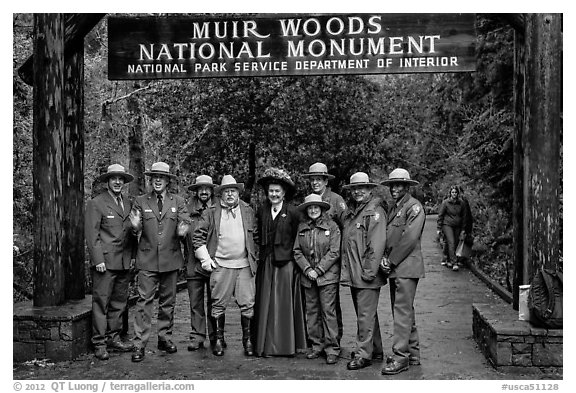 MUIR WOODS
NATIONAL MONUMENT
NATIONAL PARK SERVICE DEPARTMENT OF INTERIOR
© 2012 QT Luong / terragalleria.com
#usca51128